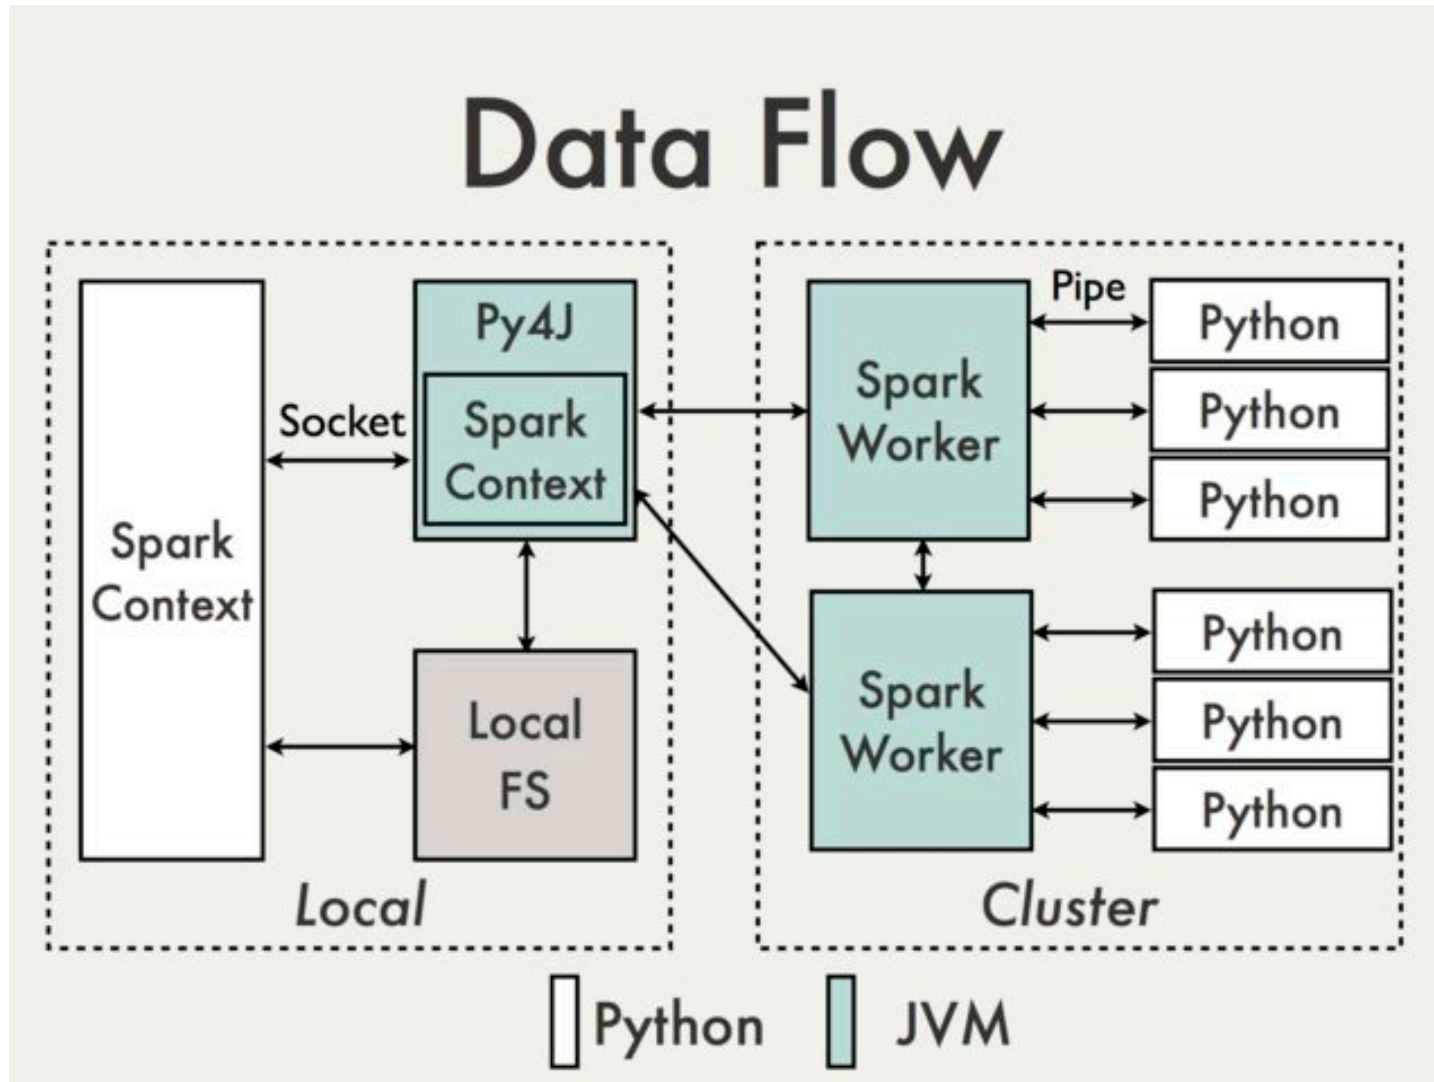 Data Flow
Spark
Context
Socket
Py4J
Spark
Context
Local
FS
Local
Spark
Worker
Pipe
Python
Python
Python
Spark
Worker
Python
Python
Python
Cluster
Python
JVM